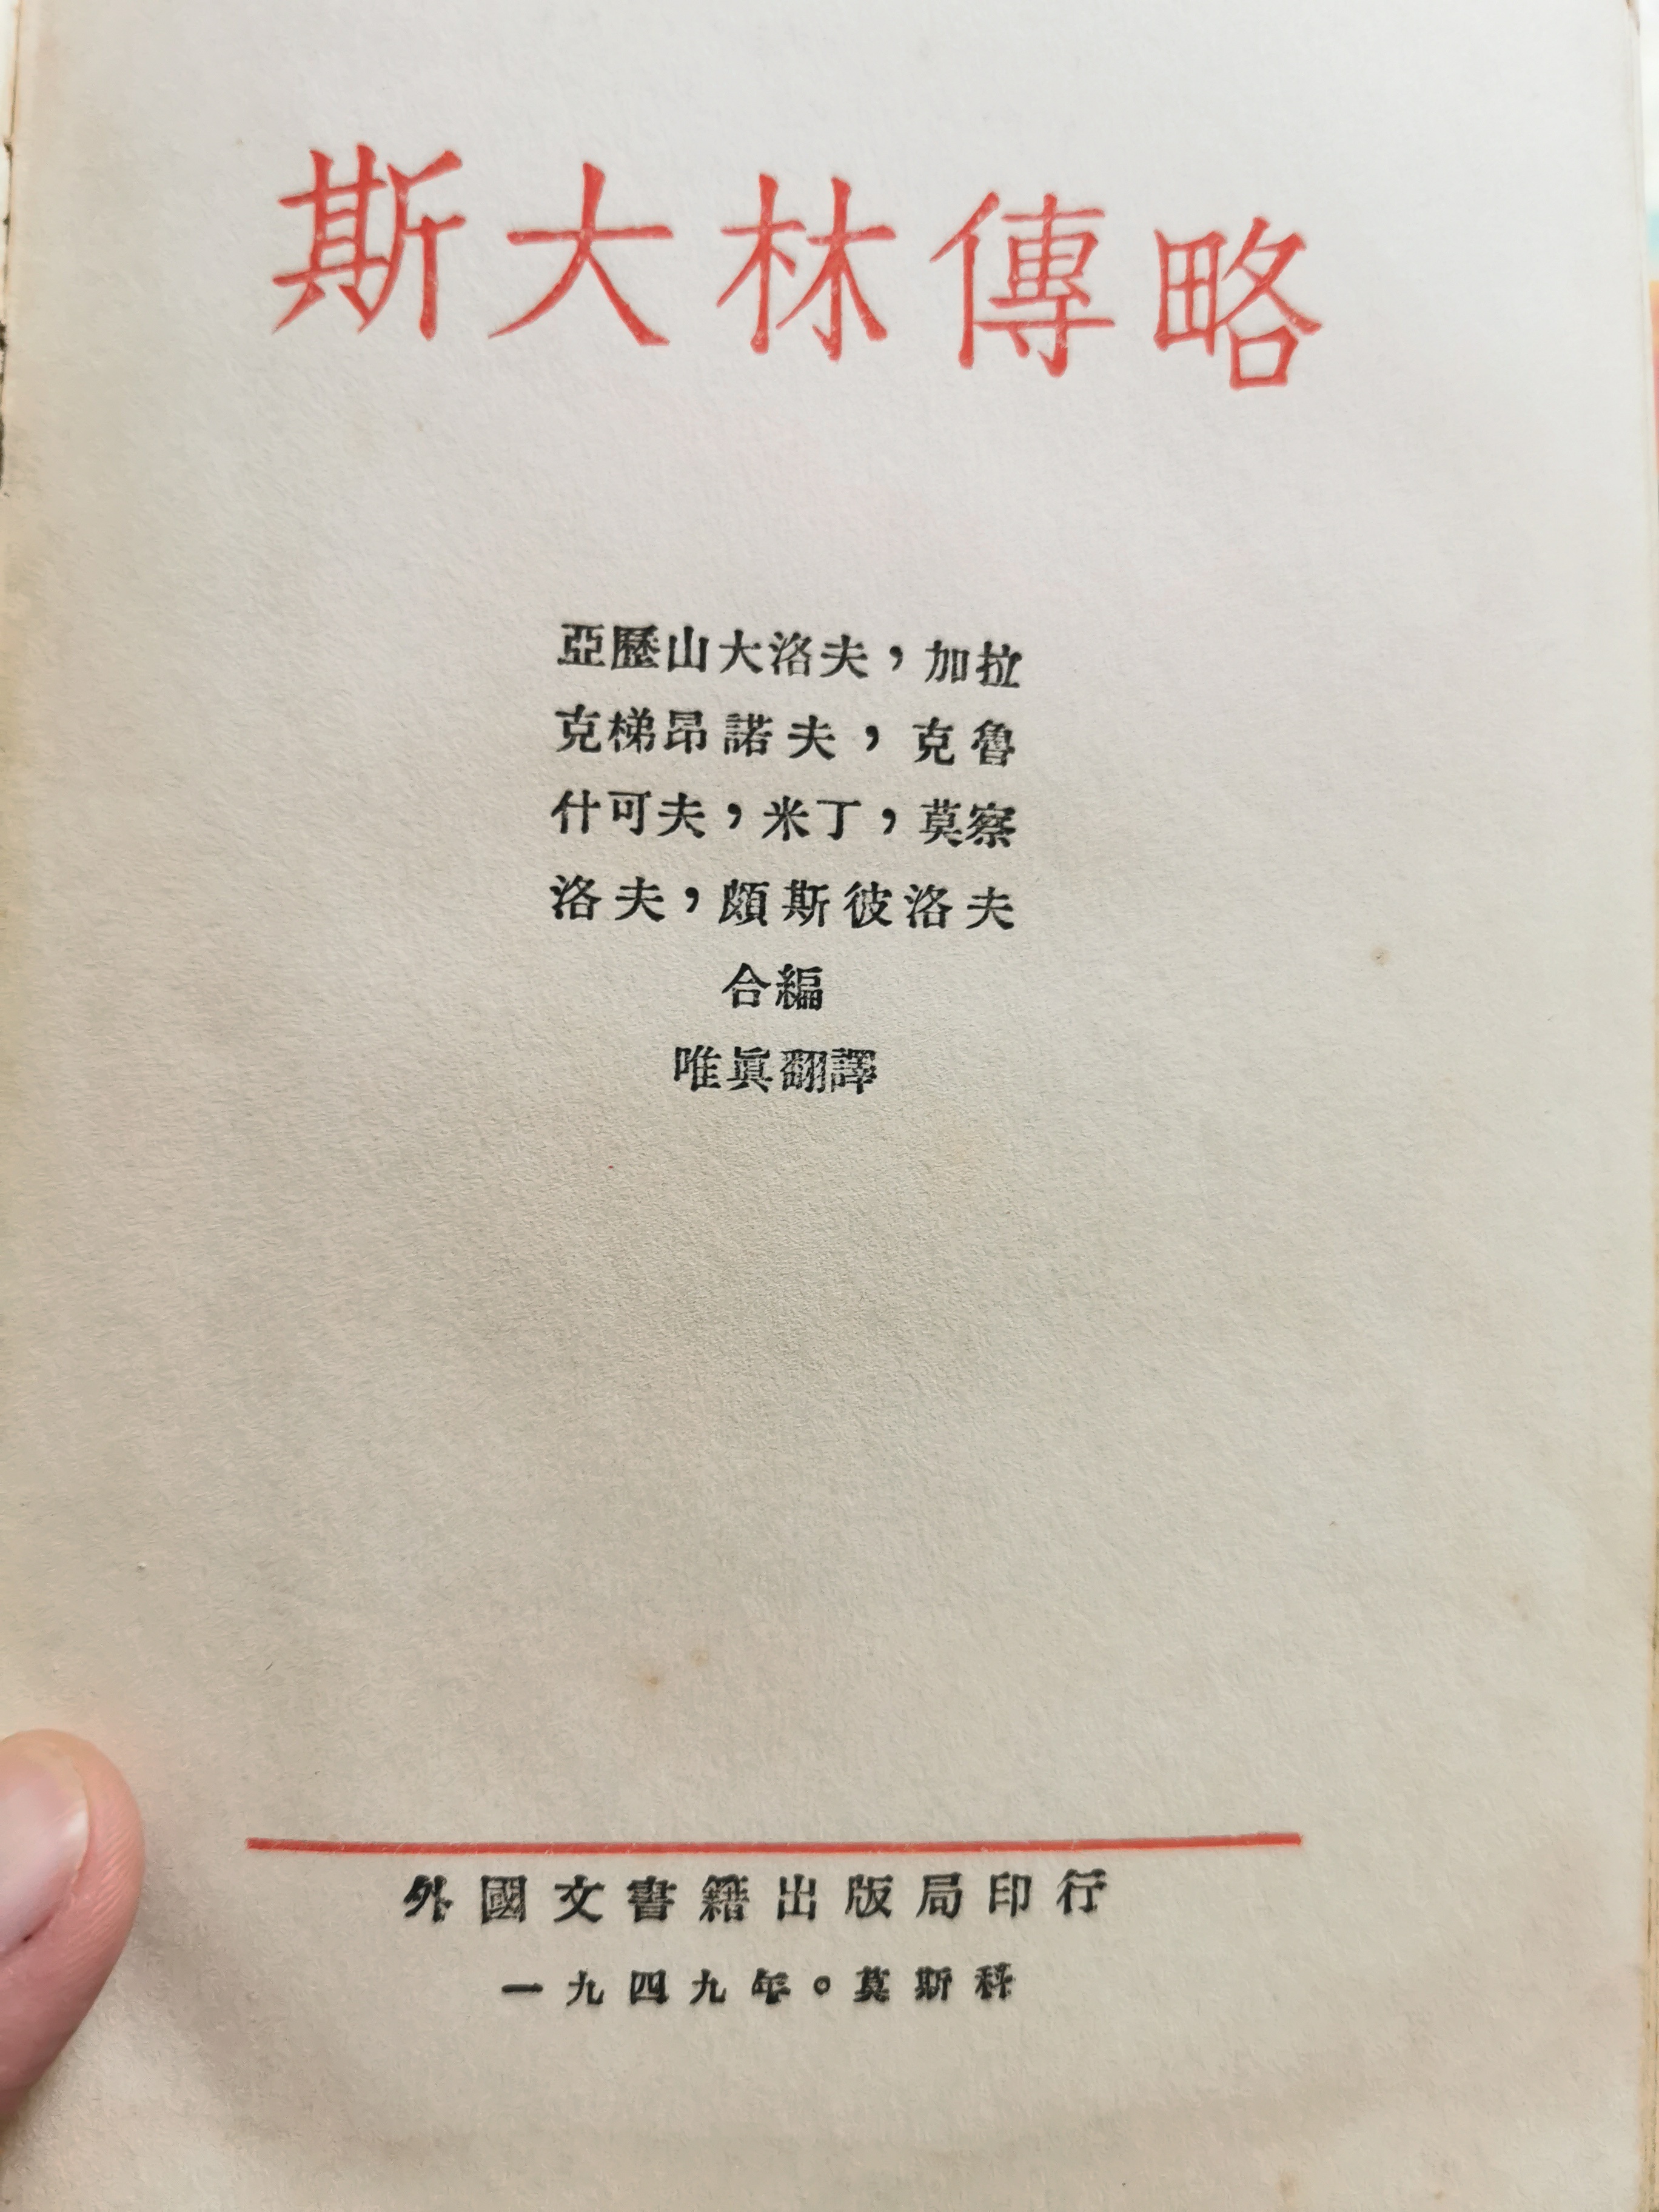 斯大林傳略
亞歷山大洛夫，加拉
克梯昂諾夫，克魯
什可夫，米丁，莫察
洛夫，頗斯彼洛夫
合編
唯眞翻譯
外國文書籍出版局印行
一九四九年。莫斯科